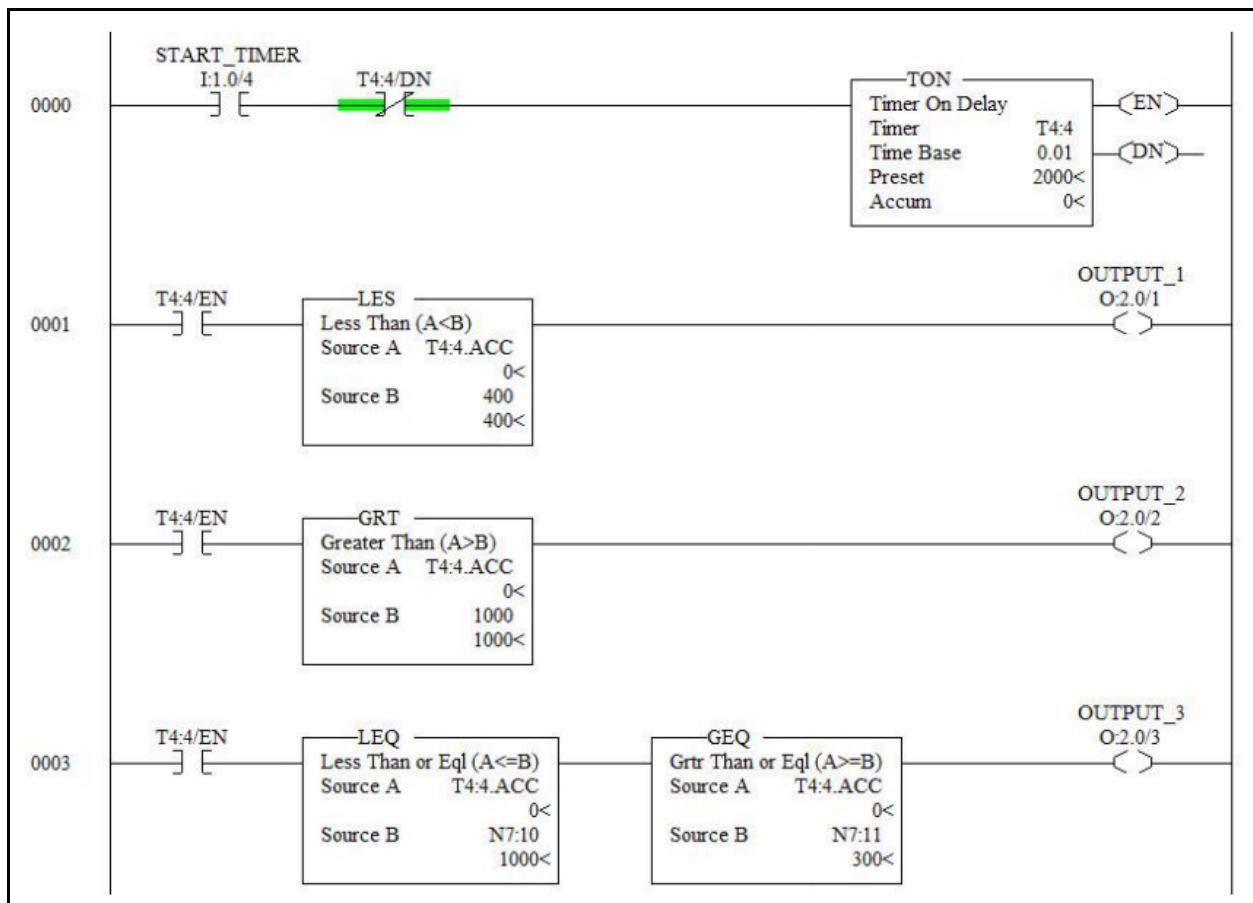 START_TIMER
I:1.0/4
T4:4/DN
0000
TON
Timer On Delay
Timer T4:4
Time Base 0.01
Preset 2000<
Accum 0<
EN
DN
0001
T4:4/EN
LES
Less Than (A<B)
Source A T4:4.ACC
0<
Source B 400
400<
OUTPUT_1
O:2.0/1
0002
T4:4/EN
GRT
Greater Than (A>B)
Source A T4:4.ACC
0<
Source B 1000
1000<
OUTPUT_2
O:2.0/2
0003
T4:4/EN
LEQ
Less Than or Eql (A<=B)
Source A T4:4.ACC
0<
Source B N7:10
1000<
GEQ
Grtr Than or Eql (A>=B)
Source A T4:4.ACC
0<
Source B N7:11
300<
OUTPUT_3
O:2.0/3